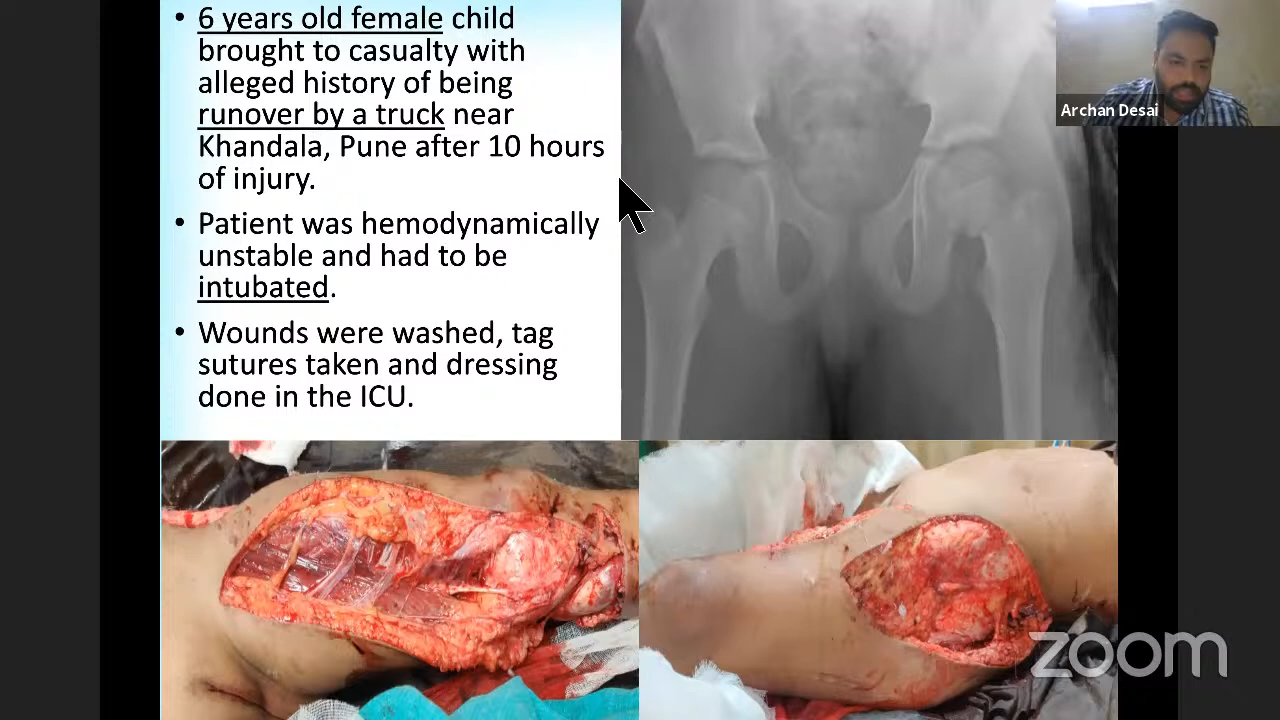 • 6 years old female child
brought to casualty with
alleged history of being
runover by a truck near
Khandala, Pune after 10 hours
of injury.
• Patient was hemodynamically
unstable and had to be
intubated.
• Wounds were washed, tag
sutures taken and dressing
done in the ICU.
Archan Desai
zoom